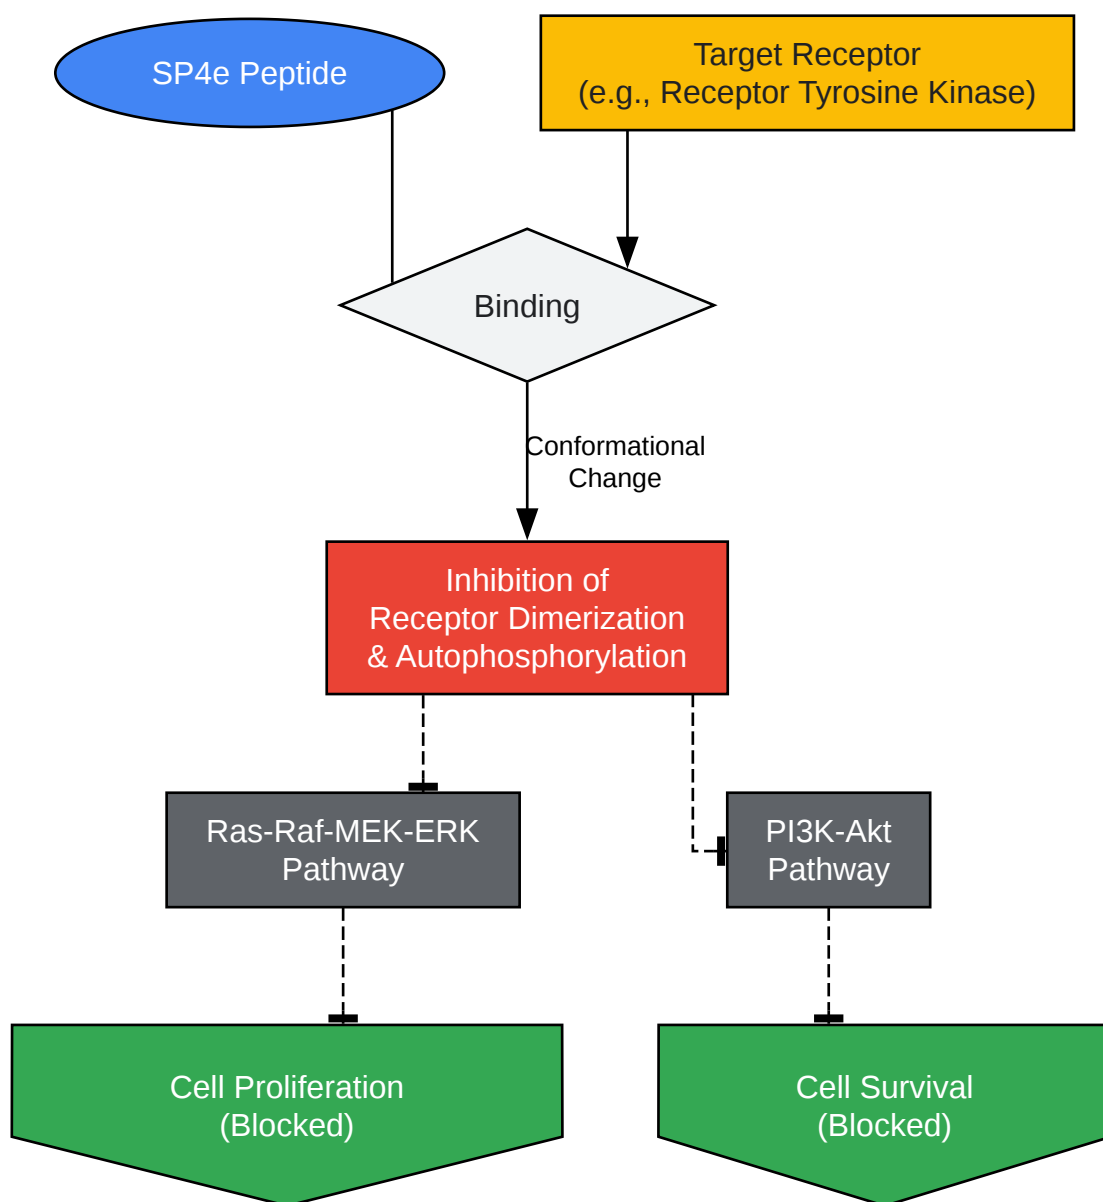 SP4e Peptide
Target Receptor
(e.g., Receptor Tyrosine Kinase)
Binding
Conformational
Change
Inhibition of
Receptor Dimerization
& Autophosphorylation
Ras-Raf-MEK-ERK
Pathway
PI3K-Akt
Pathway
Cell Proliferation
(Blocked)
Cell Survival
(Blocked)